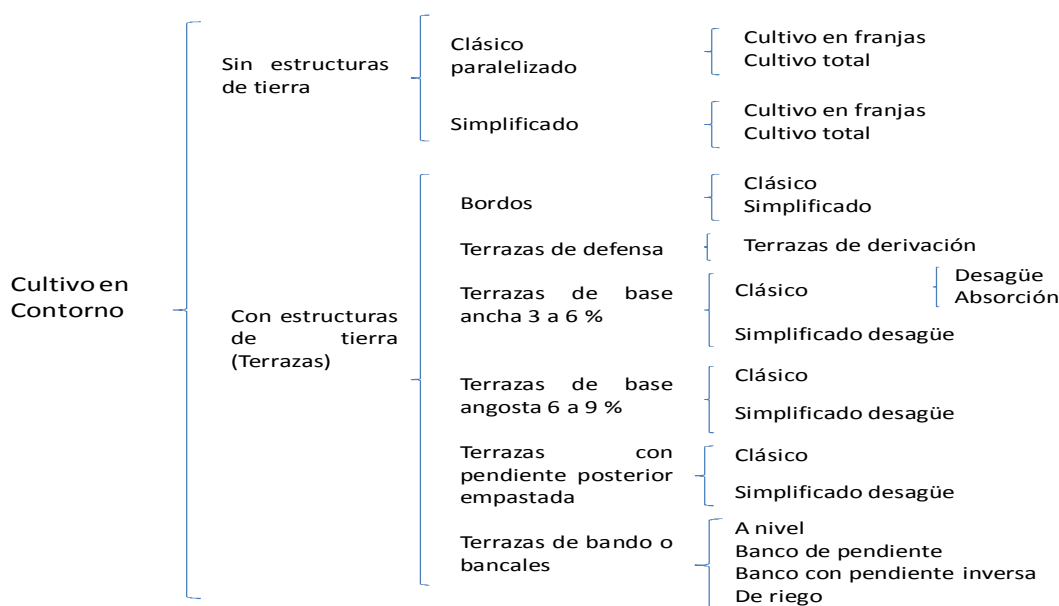 Cultivo en
Contorno
Sin estructuras
de tierra
Clásico
paralelizado
Cultivo en franjas
Cultivo total
Simplificado
Cultivo en franjas
Cultivo total
Con estructuras
de tierra
(Terrazas)
Bordos
Clásico
Simplificado
Terrazas de defensa
Terrazas de derivación
Terrazas de base
ancha 3 a 6 %
Clásico
Desagüe
Absorción
Simplificado desagüe
Terrazas de base
angosta 6 a 9 %
Clásico
Simplificado desagüe
Terrazas con
pendiente posterior
empastada
Clásico
Simplificado desagüe
Terrazas de bando o
bancales
A nivel
Banco de pendiente
Banco con pendiente inversa
De riego